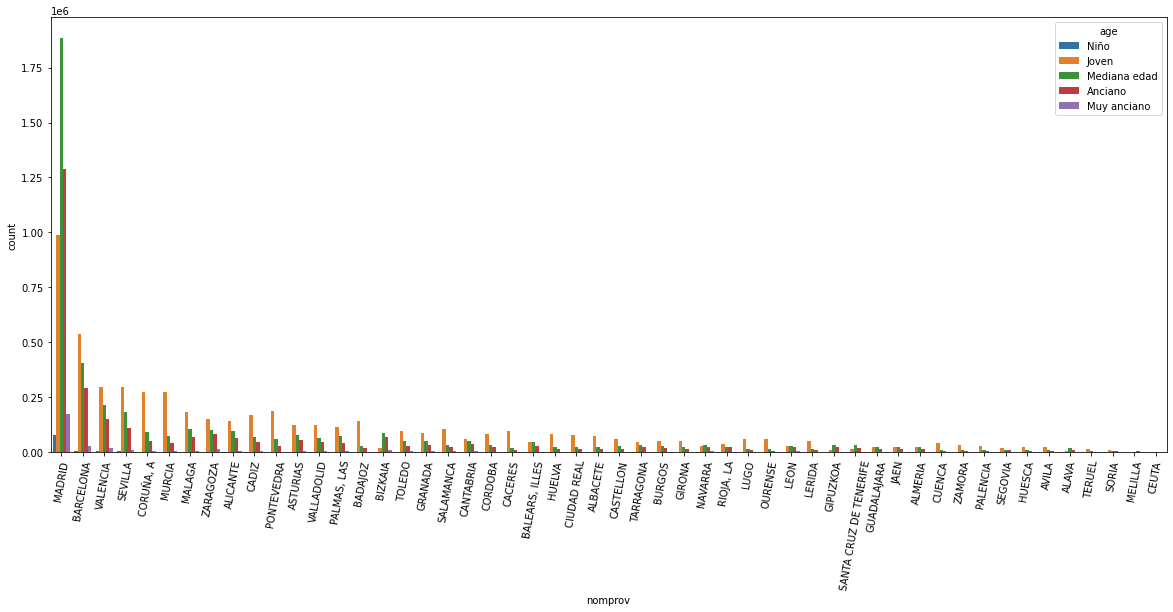 1e6
1.75
1.50
1.25
1.00
0.75
0.50
0.25
0.00
count
age
Niño
Joven
Mediana edad
Anciano
Muy anciano
MADRID
BARCELONA
VALENCIA
SEVILLA
CORUÑA, A
MURCIA
MALAGA
ZARAGOZA
ALICANTE
CADIZ
PONTEVEDRA
ASTURIAS
VALLADOLID
PALMAS, LAS
BADAJOZ
BIZKAIA
TOLEDO
GRANADA
SALAMANCA
CANTABRIA
CORDOBA
CACERES
BALEARS, ILLES
HUELVA
CIUDAD REAL
ALBACETE
CASTELLON
TARRAGONA
BURGOS
GIRONA
NAVARRA
RIOJA, LA
LUGO
OURENSE
LEON
LERIDA
GIPUZKOA
SANTA CRUZ DE TENERIFE
GUADALAJARA
JAEN
ALMERIA
CUENCA
ZAMORA
PALENCIA
SEGOVIA
HUESCA
AVILA
ALAVA
TERUEL
SORIA
MELILLA
CEUTA
nomprov